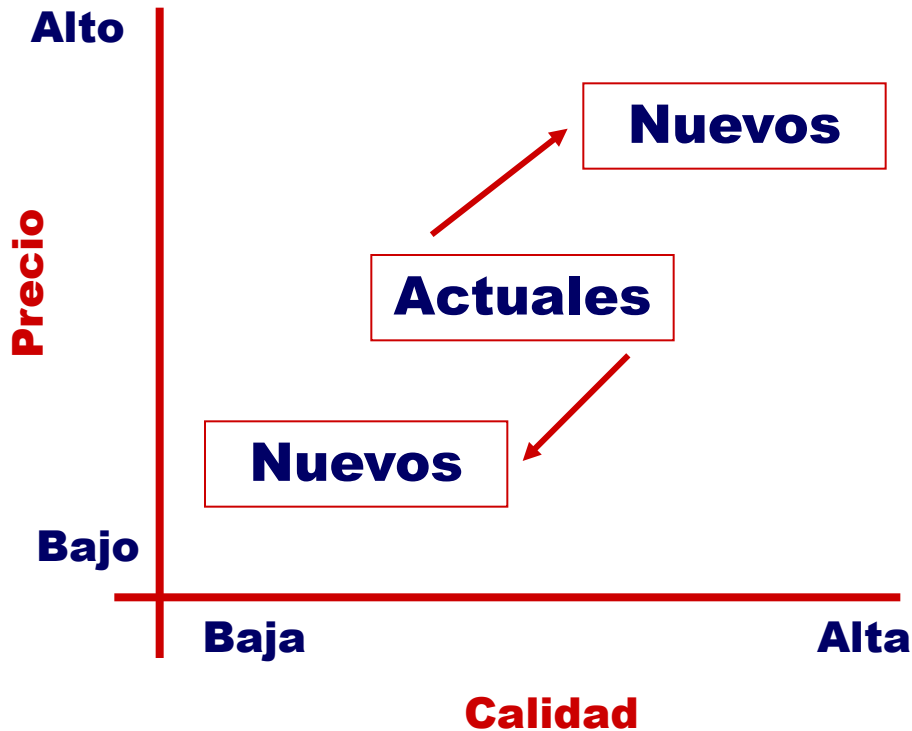 Alto
Nuevos
Precio
Actuales
Nuevos
Bajo
Baja
Alta
Calidad